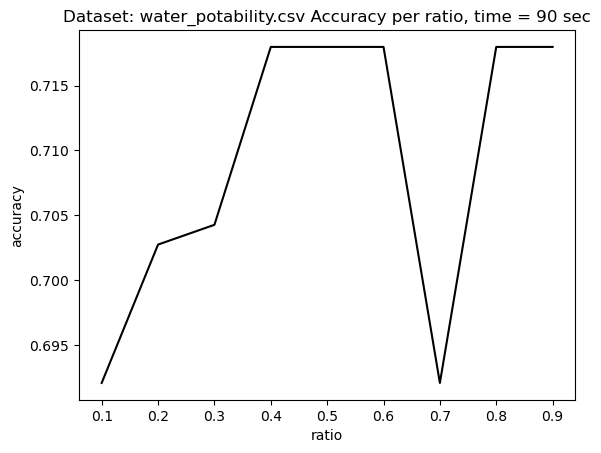 Dataset: water_potability.csv Accuracy per ratio, time = 90 sec
0.715
0.710
0.705
0.700
0.695
accuracy
0.1 0.2 0.3 0.4 0.5 0.6 0.7 0.8 0.9
ratio